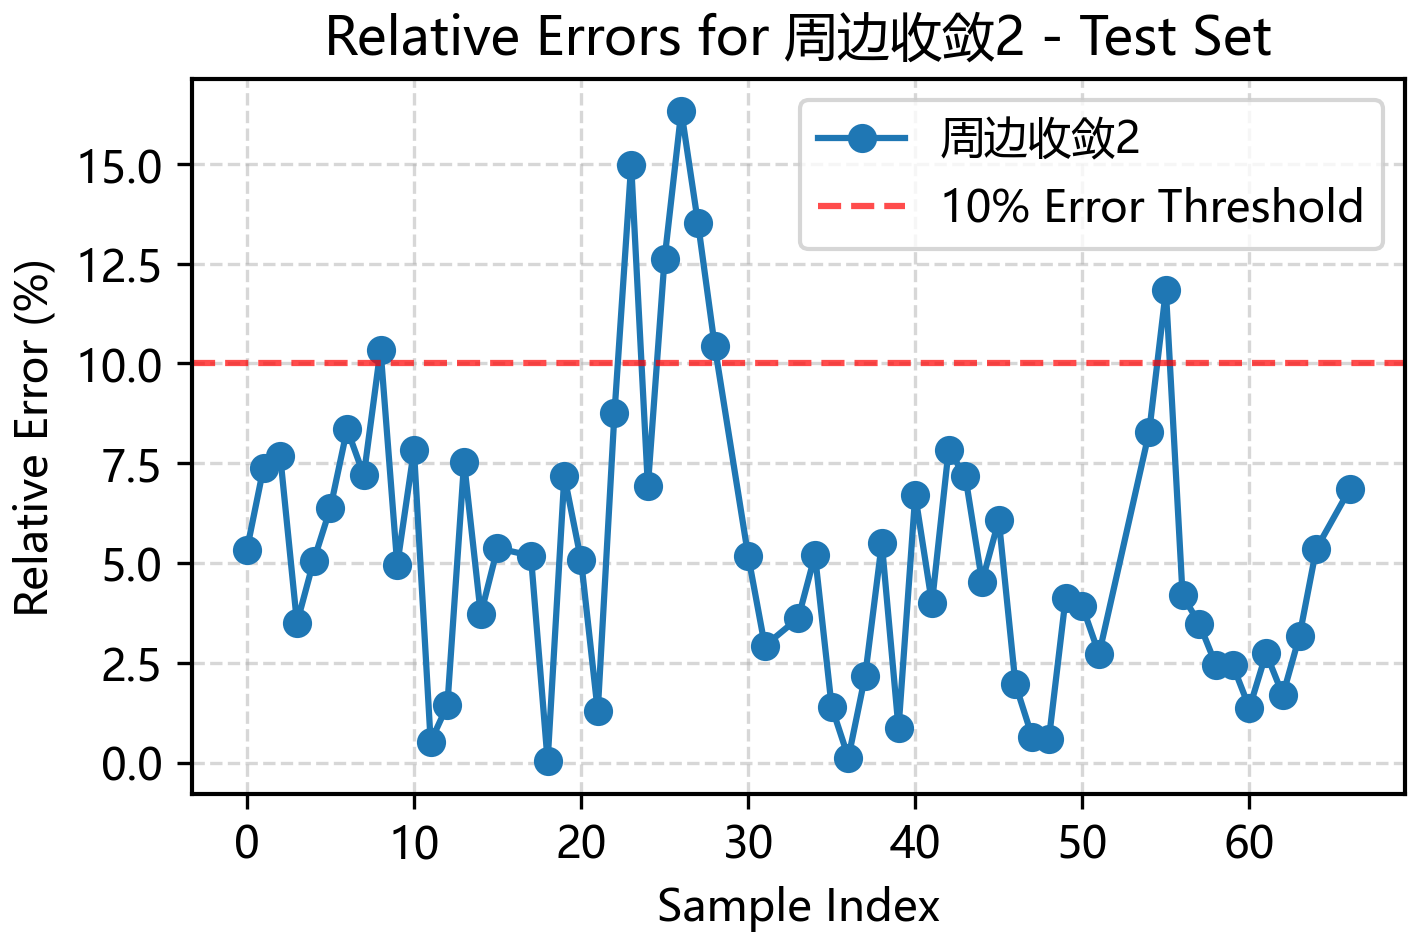 Relative Errors for 周边收敛2 - Test Set
周边收敛2
10% Error Threshold
Relative Error (%)
15.0
12.5
10.0
7.5
5.0
2.5
0.0
0 10 20 30 40 50 60
Sample Index